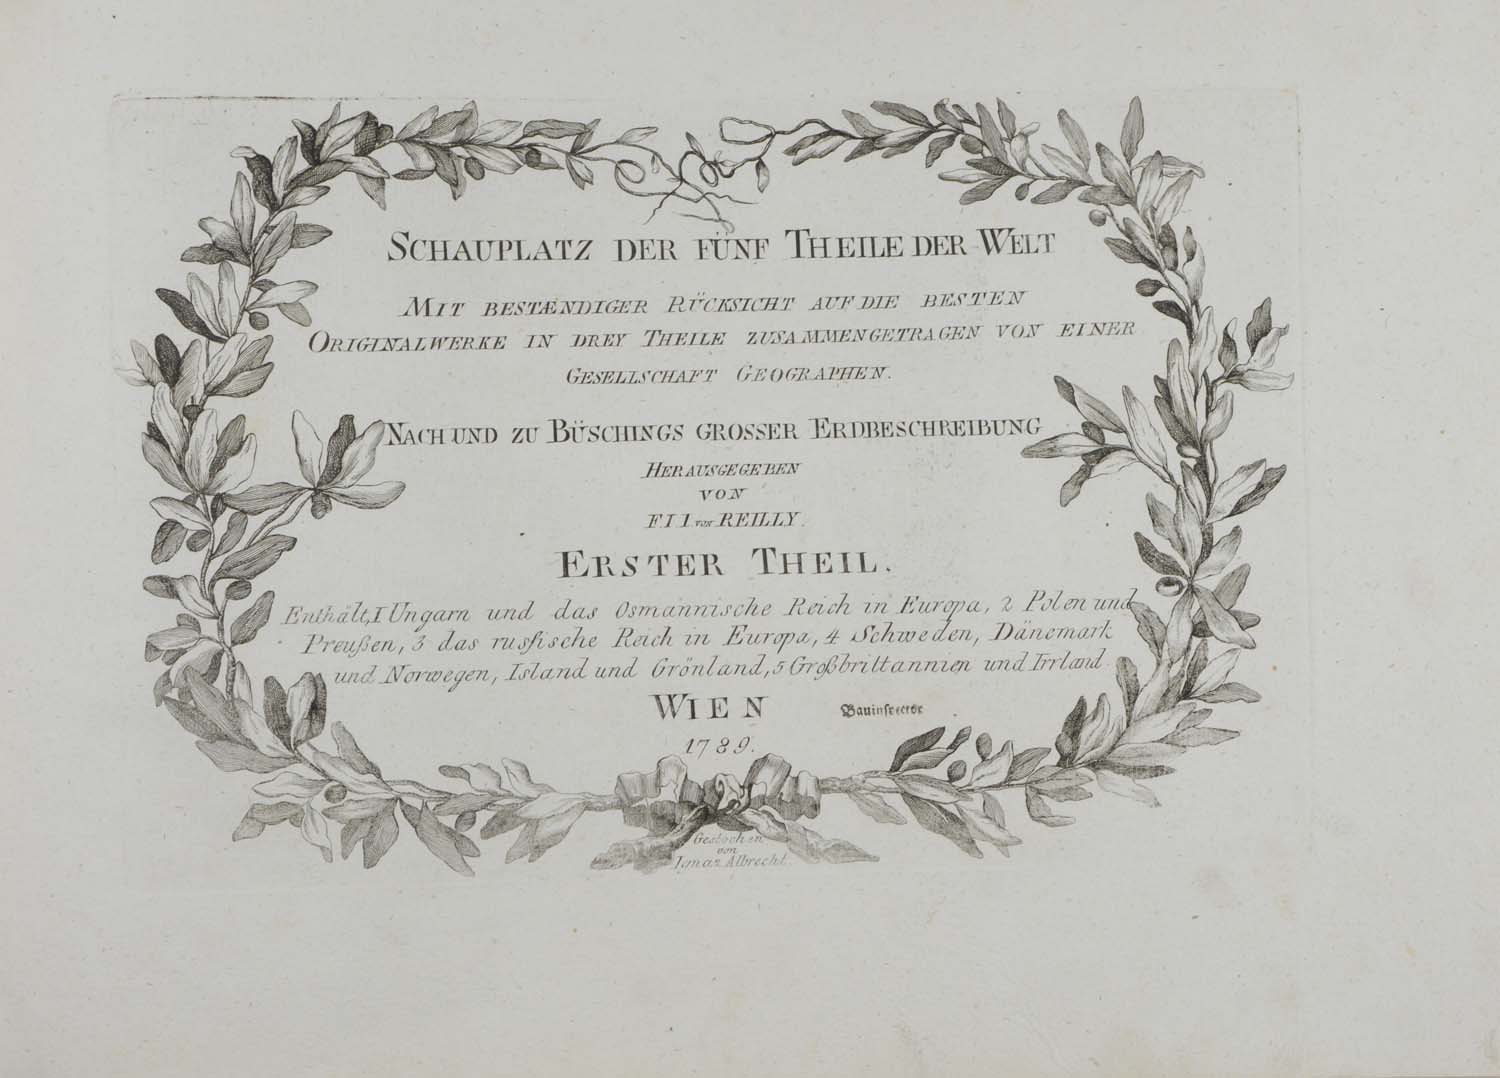 SCHAUPLATZ DER FÜNF THEILE DER WELT
MIT BESTÆNDIGER RÜCKSICHT AUF DIE BESTEN
ORIGINALWERKE IN DREY THEILE ZUSAMMENGETRAGEN VON EINER
GESELLSCHAFT GEOGRAPHEN.
NACH UND ZU BÜSCHINGS GROSSER ERDBESCHREIBUNG
HERAUSGEGEBEN
VON
F. I. I. von REILLY.
ERSTER THEIL.
Enthält, I Ungarn und das Osmannische Reich in Europa, 2 Polen und
Preußen, 3 das rußische Reich in Europa, 4 Schweden, Dänemark
und Norwegen, Island und Grönland, 5 Großbrittannien und Irrland.
WIEN
1789.
Bauinspector
Gestochen
von
Ignaz Albrecht.